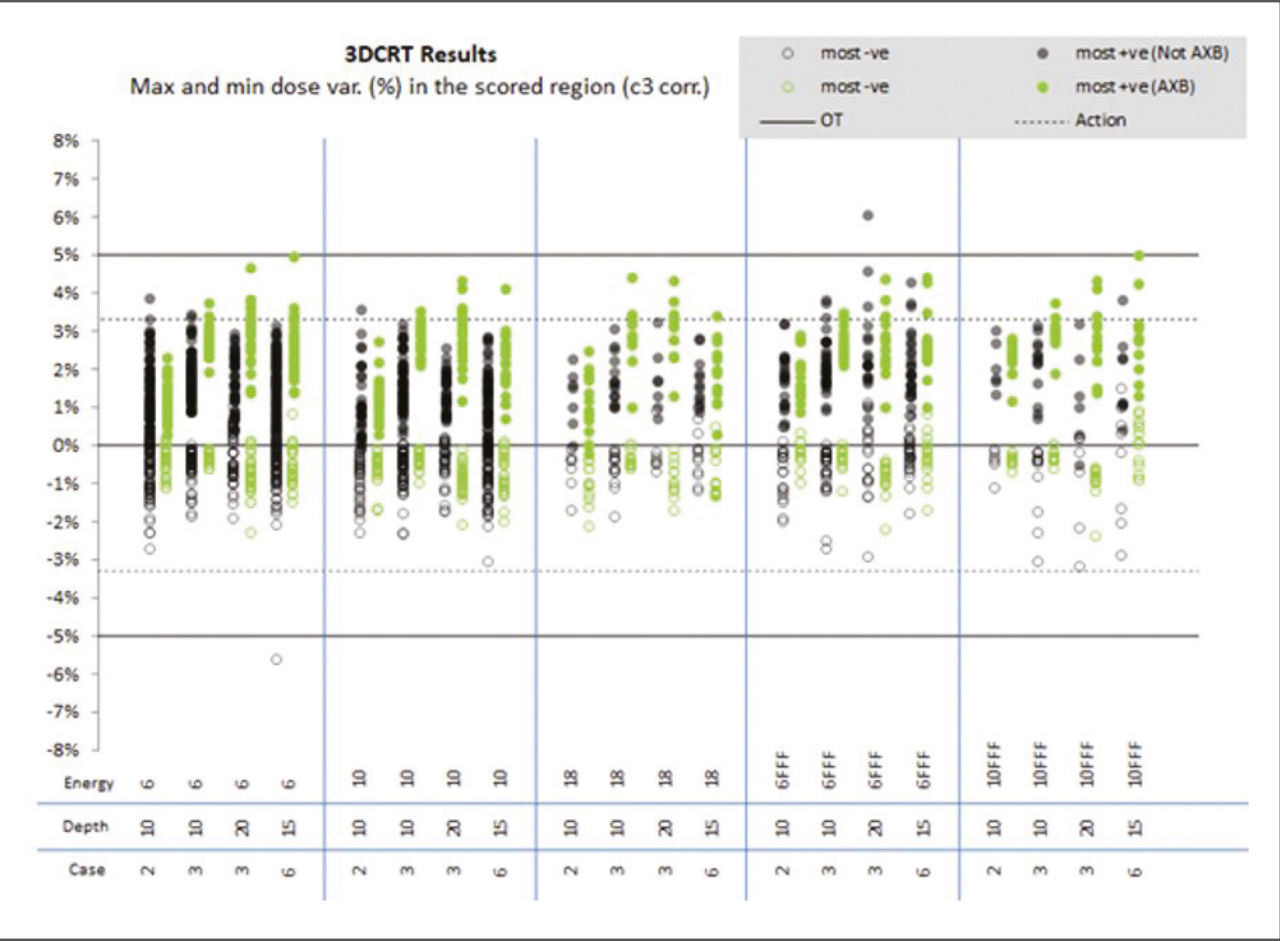 3DCRT Results
Max and min dose var. (%) in the scored region (c3 corr.)
most -ve
most +ve (Not AXB)
most -ve
most +ve (AXB)
OT
Action
8%
7%
6%
5%
4%
3%
2%
1%
0%
-1%
-2%
-3%
-4%
-5%
-6%
-7%
-8%
Energy 6 6 6 6 10 10 10 10 18 18 18 18 6FFF 6FFF 6FFF 6FFF 10FFF 10FFF 10FFF 10FFF
Depth 10 10 20 15 10 10 20 15 10 10 20 15 10 10 20 15 10 10 20 15
Case 2 3 3 6 2 3 3 6 2 3 3 6 2 3 3 6 2 3 3 6